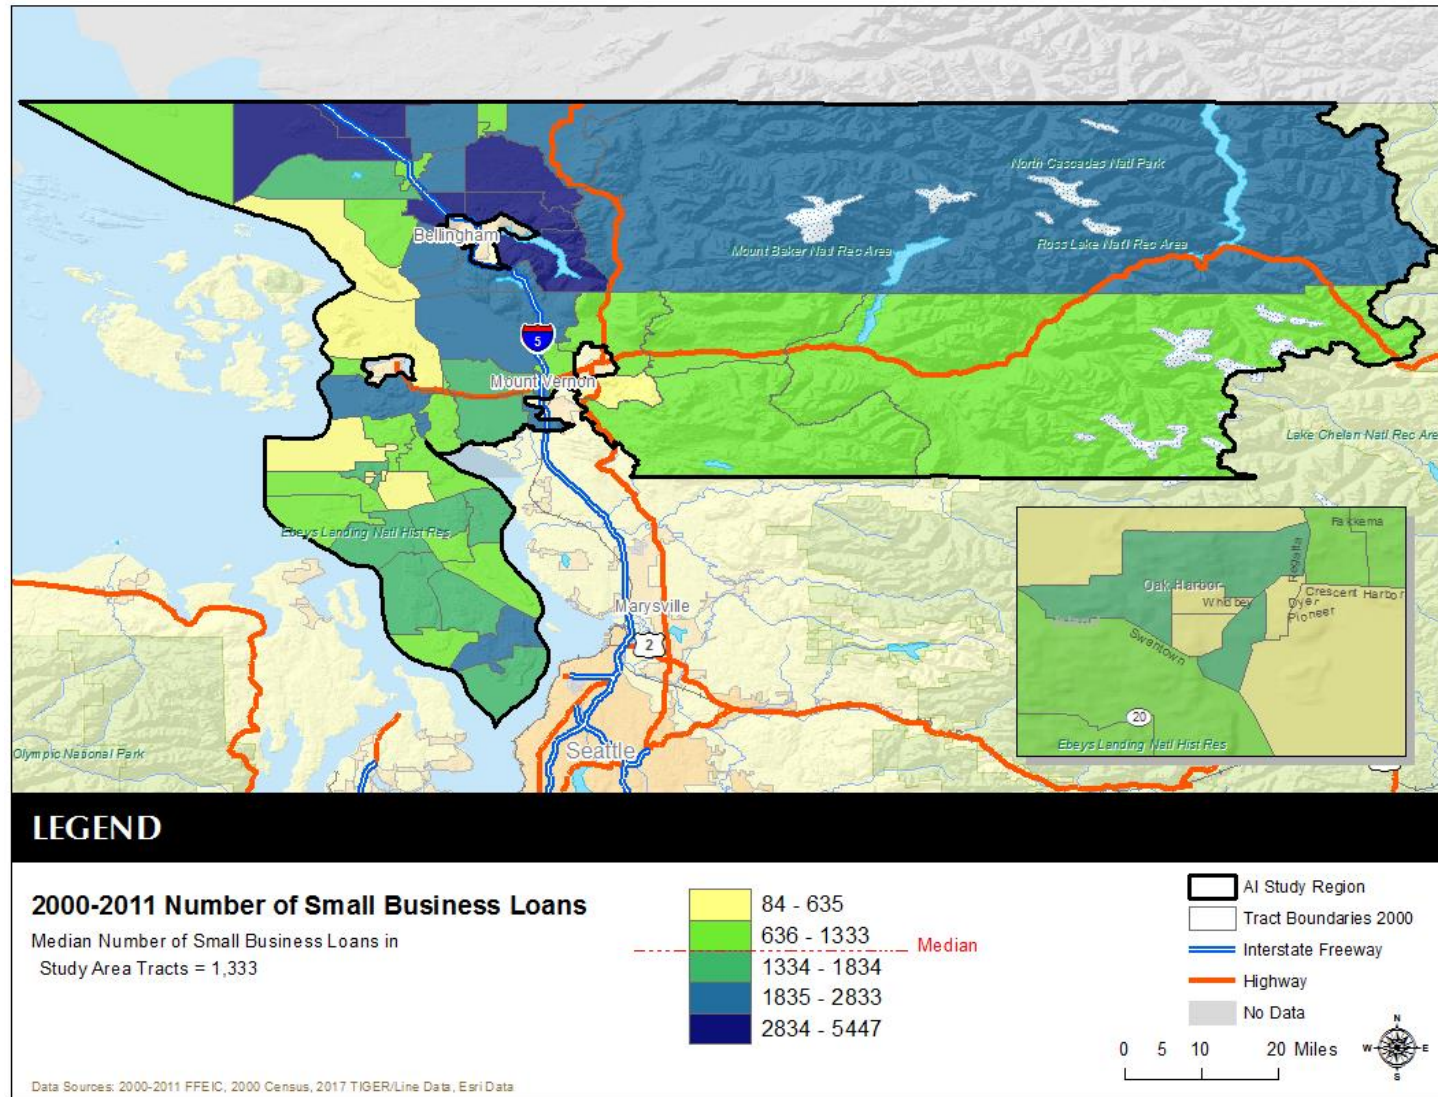 North Cascades Natl Park
Bellingham
Mount Baker Natl Rec Area
Ross Lake Natl Rec Area
5
Mount Vernon
Lake Chelan Natl Rec Area
Ebeys Landing Natl Hist Res
Fakkema
Regatta
Oak Harbor
Crescent Harbor
Whidbey
Dyer
Pioneer
Swantown
20
Ebeys Landing Natl Hist Res
Marysville
2
Seattle
Olympic National Park
LEGEND
2000-2011 Number of Small Business Loans
Median Number of Small Business Loans in
Study Area Tracts = 1,333
84 - 635
636 - 1333
Median
1334 - 1834
1835 - 2833
2834 - 5447
AI Study Region
Tract Boundaries 2000
Interstate Freeway
Highway
No Data
0 5 10 20 Miles
N
W E
S
Data Sources: 2000-2011 FFEIC, 2000 Census, 2017 TIGER/Line Data, Esri Data